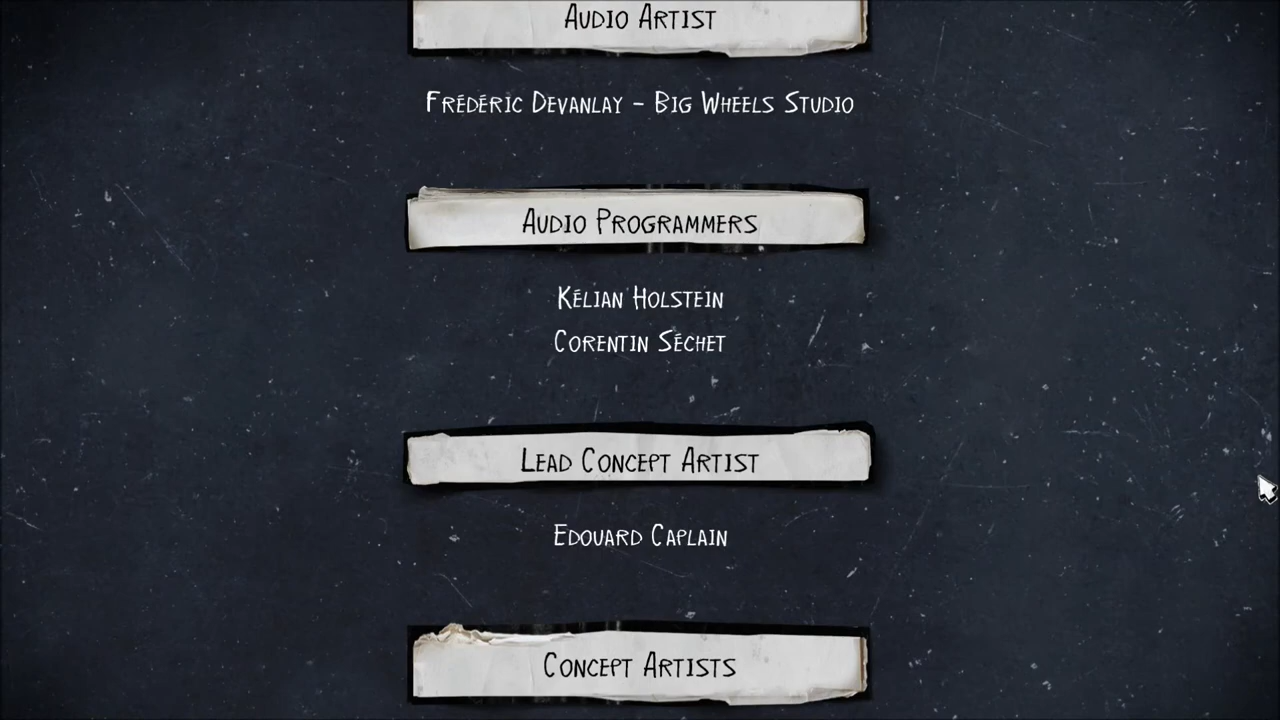 Audio Artist
Frédéric Devanlay - Big Wheels Studio
Audio Programmers
Kélian Holstein
Corentin Séchet
Lead Concept Artist
Edouard Caplain
Concept Artists